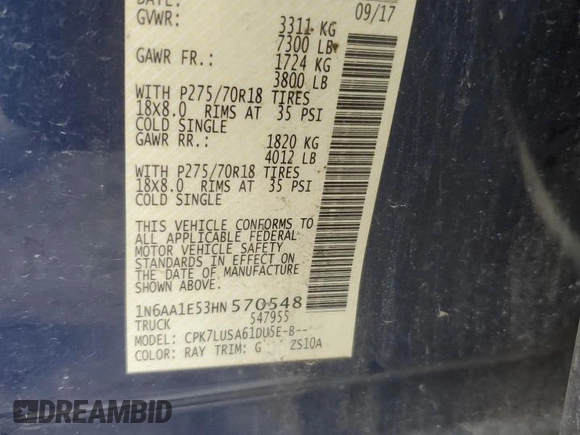 DATE: 09/17
GVWR: 3311 KG
7300 LB
GAWR FR.: 1724 KG
3800 LB
WITH P275/70R18 TIRES
18X8.0 RIMS AT 35 PSI
COLD SINGLE
GAWR RR.: 1820 KG
4012 LB
WITH P275/70R18 TIRES
18X8.0 RIMS AT 35 PSI
COLD SINGLE
THIS VEHICLE CONFORMS TO
ALL APPLICABLE FEDERAL
MOTOR VEHICLE SAFETY
STANDARDS IN EFFECT ON
THE DATE OF MANUFACTURE
SHOWN ABOVE.
1N6AA1E53HN570548
TRUCK 547955
MODEL: CPK7LUSA61DU5E-B--
COLOR: RAY TRIM: G ZS10A
DREAMBID